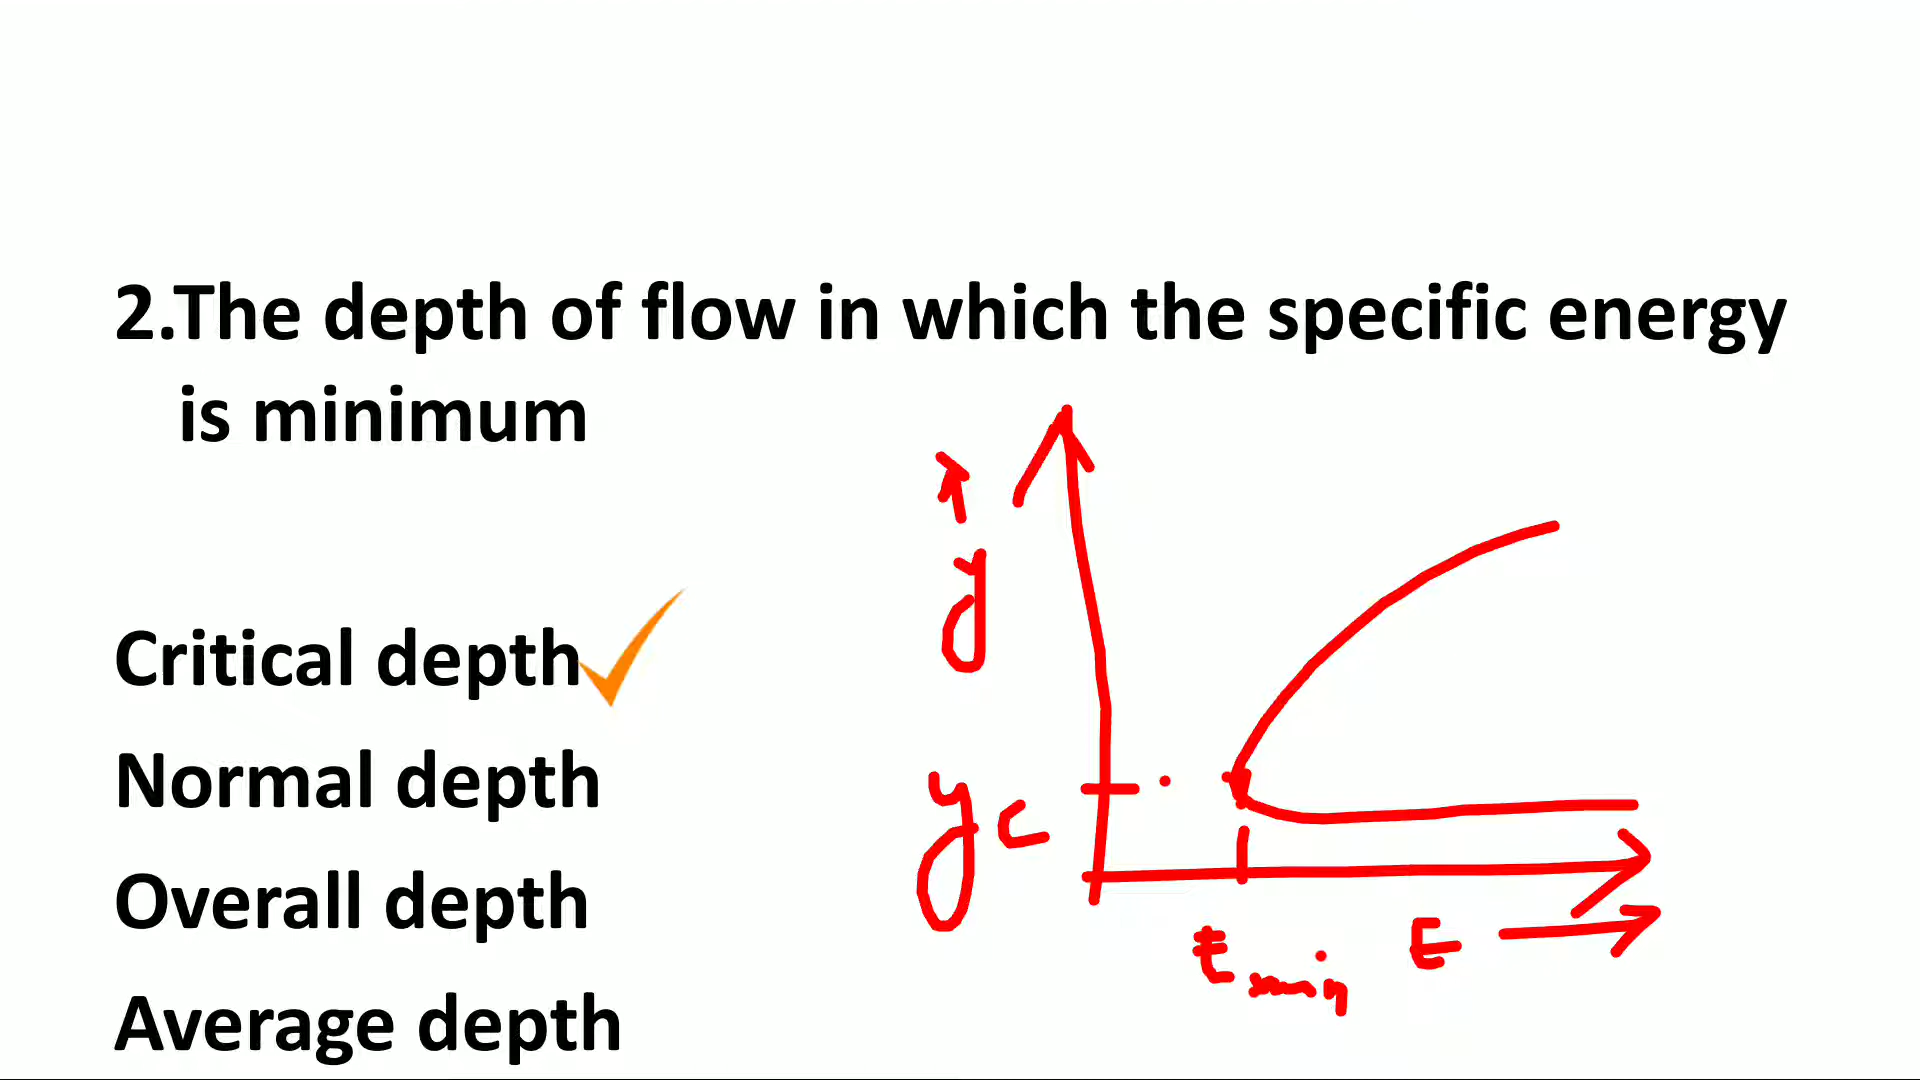 2.The depth of flow in which the specific energy
is minimum
y
Critical depth
Normal depth
yc
Overall depth
Emin E
Average depth